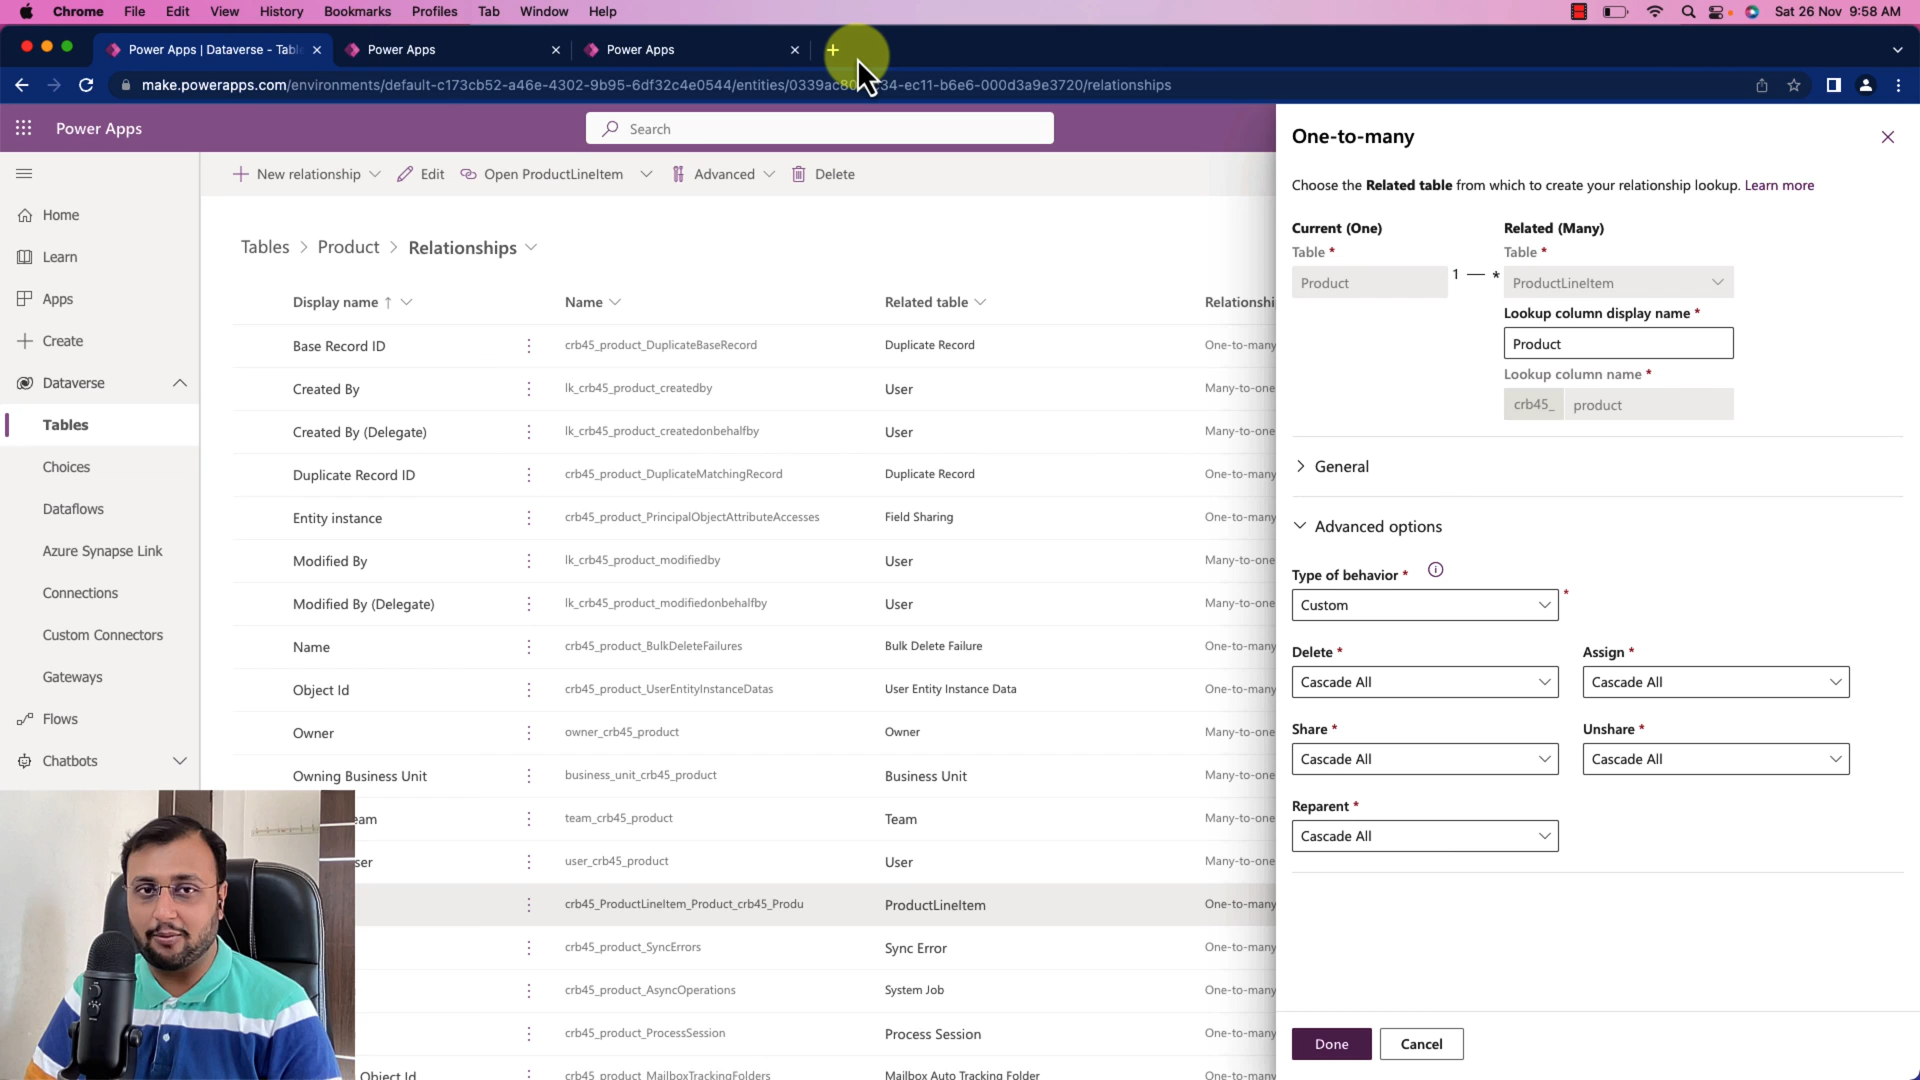 Chrome File Edit View History Bookmarks Profiles Tab Window Help Sat 26 Nov 9:58 AM
Power Apps | Dataverse - Table Power Apps Power Apps
make.powerapps.com/environments/default-c173cb52-a46e-4302-9b95-6df32c4e0544/entities/0339ac80 34-ec11-b6e6-000d3a9e3720/relationships
Power Apps
Search
New relationship Edit Open ProductLineItem Advanced Delete
Home
Learn
Apps
Create
Dataverse
Tables
Choices
Dataflows
Azure Synapse Link
Connections
Custom Connectors
Gateways
Flows
Chatbots
Tables > Product > Relationships
Display name ↑ Name Related table Relationshi
Base Record ID crb45_product_DuplicateBaseRecord Duplicate Record One-to-many
Created By lk_crb45_product_createdby User Many-to-one
Created By (Delegate) lk_crb45_product_createdonbehalfby User Many-to-one
Duplicate Record ID crb45_product_DuplicateMatchingRecord Duplicate Record One-to-many
Entity instance crb45_product_PrincipalObjectAttributeAccesses Field Sharing One-to-many
Modified By lk_crb45_product_modifiedby User Many-to-one
Modified By (Delegate) lk_crb45_product_modifiedonbehalfby User Many-to-one
Name crb45_product_BulkDeleteFailures Bulk Delete Failure One-to-many
Object Id crb45_product_UserEntityInstanceDatas User Entity Instance Data One-to-many
Owner owner_crb45_product Owner Many-to-one
Owning Business Unit business_unit_crb45_product Business Unit Many-to-one
eam team_crb45_product Team Many-to-one
ser user_crb45_product User Many-to-one
crb45_ProductLineItem_Product_crb45_Produ ProductLineItem One-to-many
crb45_product_SyncErrors Sync Error One-to-many
crb45_product_AsyncOperations System Job One-to-many
crb45_product_ProcessSession Process Session One-to-many
Object Id crb45_product_MailboxTrackingFolders Mailbox Auto Tracking Folder One-to-many
One-to-many
Choose the Related table from which to create your relationship lookup. Learn more
Current (One) Related (Many)
Table * Table *
Product 1 — * ProductLineItem
Lookup column display name *
Product
Lookup column name *
crb45_ product
General
Advanced options
Type of behavior *
Custom *
Delete * Assign *
Cascade All Cascade All
Share * Unshare *
Cascade All Cascade All
Reparent *
Cascade All
Done Cancel